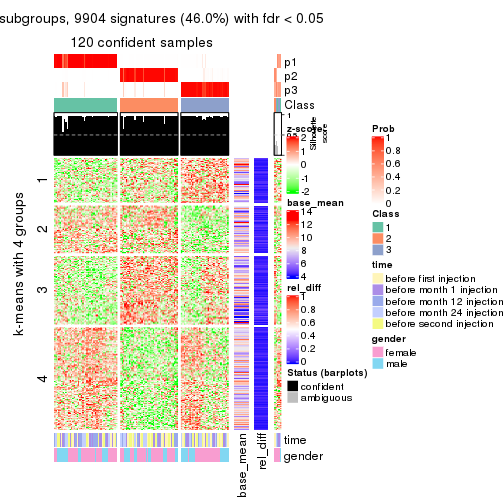 subgroups, 9904 signatures (46.0%) with fdr < 0.05
120 confident samples
p1
p2
p3
Class
1
0.5
0
Silhouette
score
k-means with 4 groups
1
2
3
4
base_mean
rel_diff
time
gender
z-score
2
1
0
-1
-2
base_mean
14
12
10
8
6
4
rel_diff
1
0.8
0.6
0.4
0.2
0
Status (barplots)
confident
ambiguous
Prob
1
0.8
0.6
0.4
0.2
0
Class
1
2
3
time
before first injection
before month 1 injection
before month 12 injection
before month 24 injection
before second injection
gender
female
male